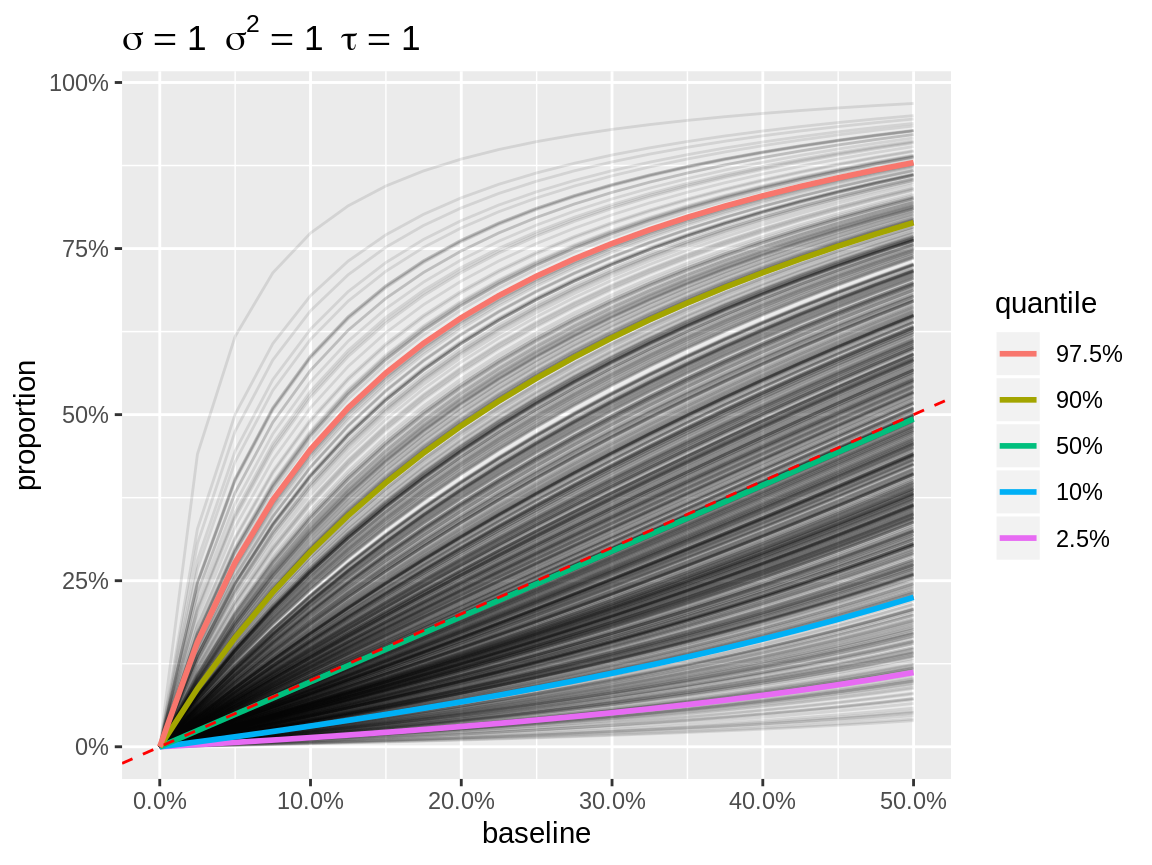 σ = 1 σ² = 1 τ = 1
100%
75%
50%
25%
0%
proportion
0.0% 10.0% 20.0% 30.0% 40.0% 50.0%
baseline
quantile
97.5%
90%
50%
10%
2.5%